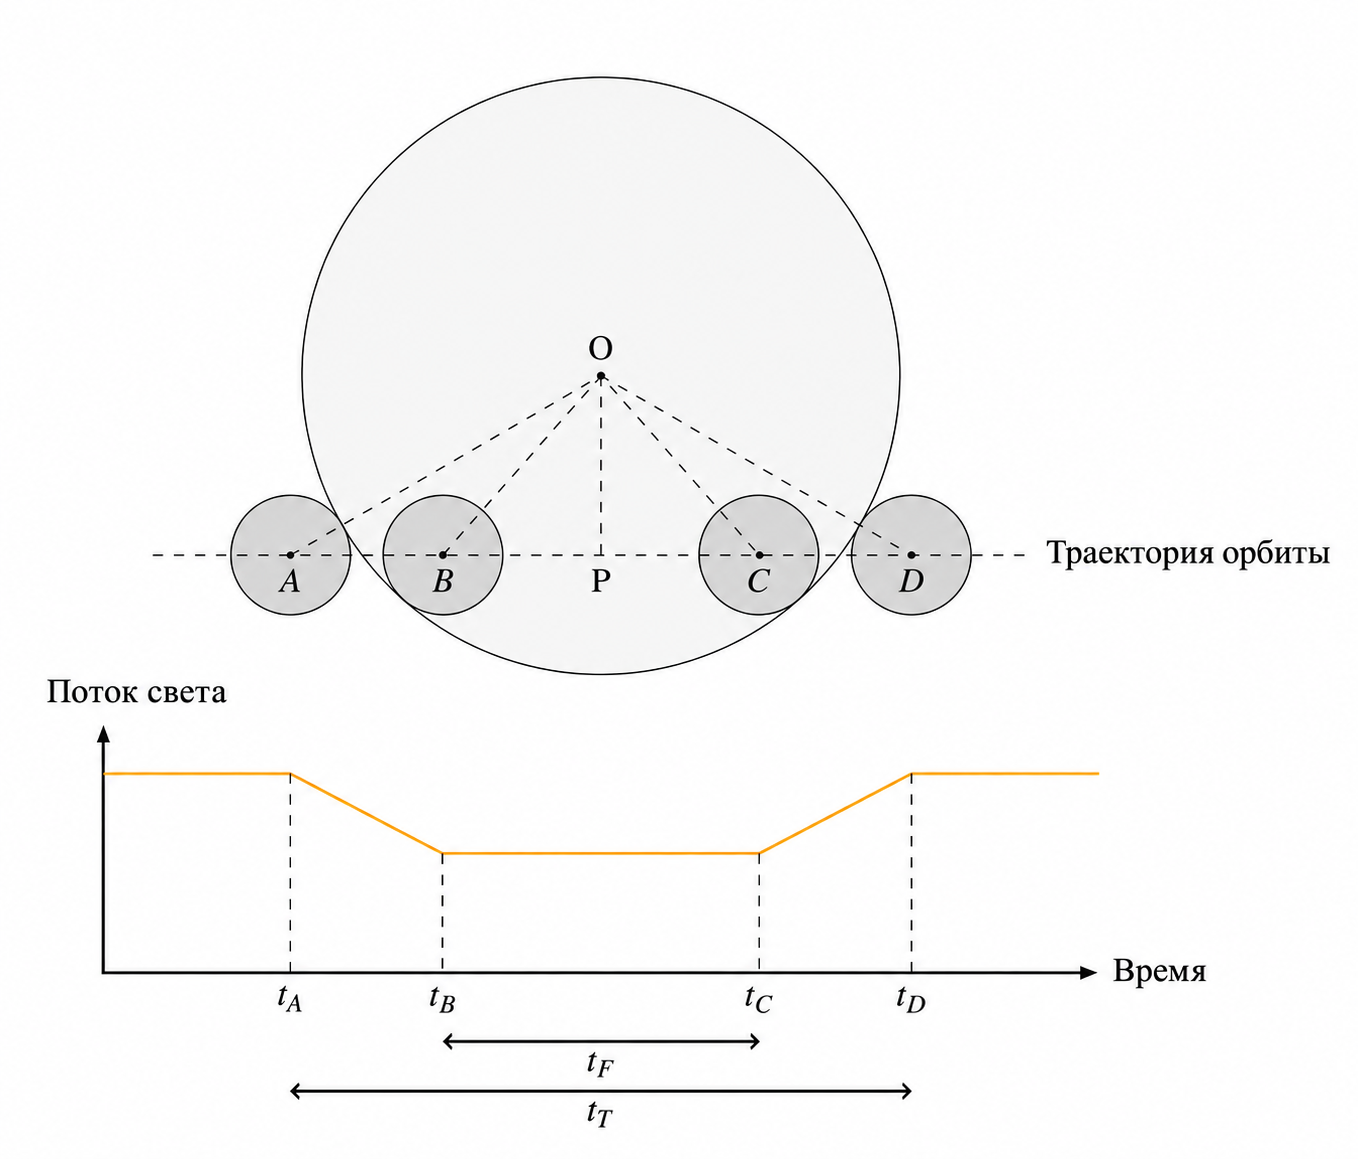 O
A B P C D Траектория орбиты
Поток света
Время
t_A t_B t_C t_D
t_F
t_T